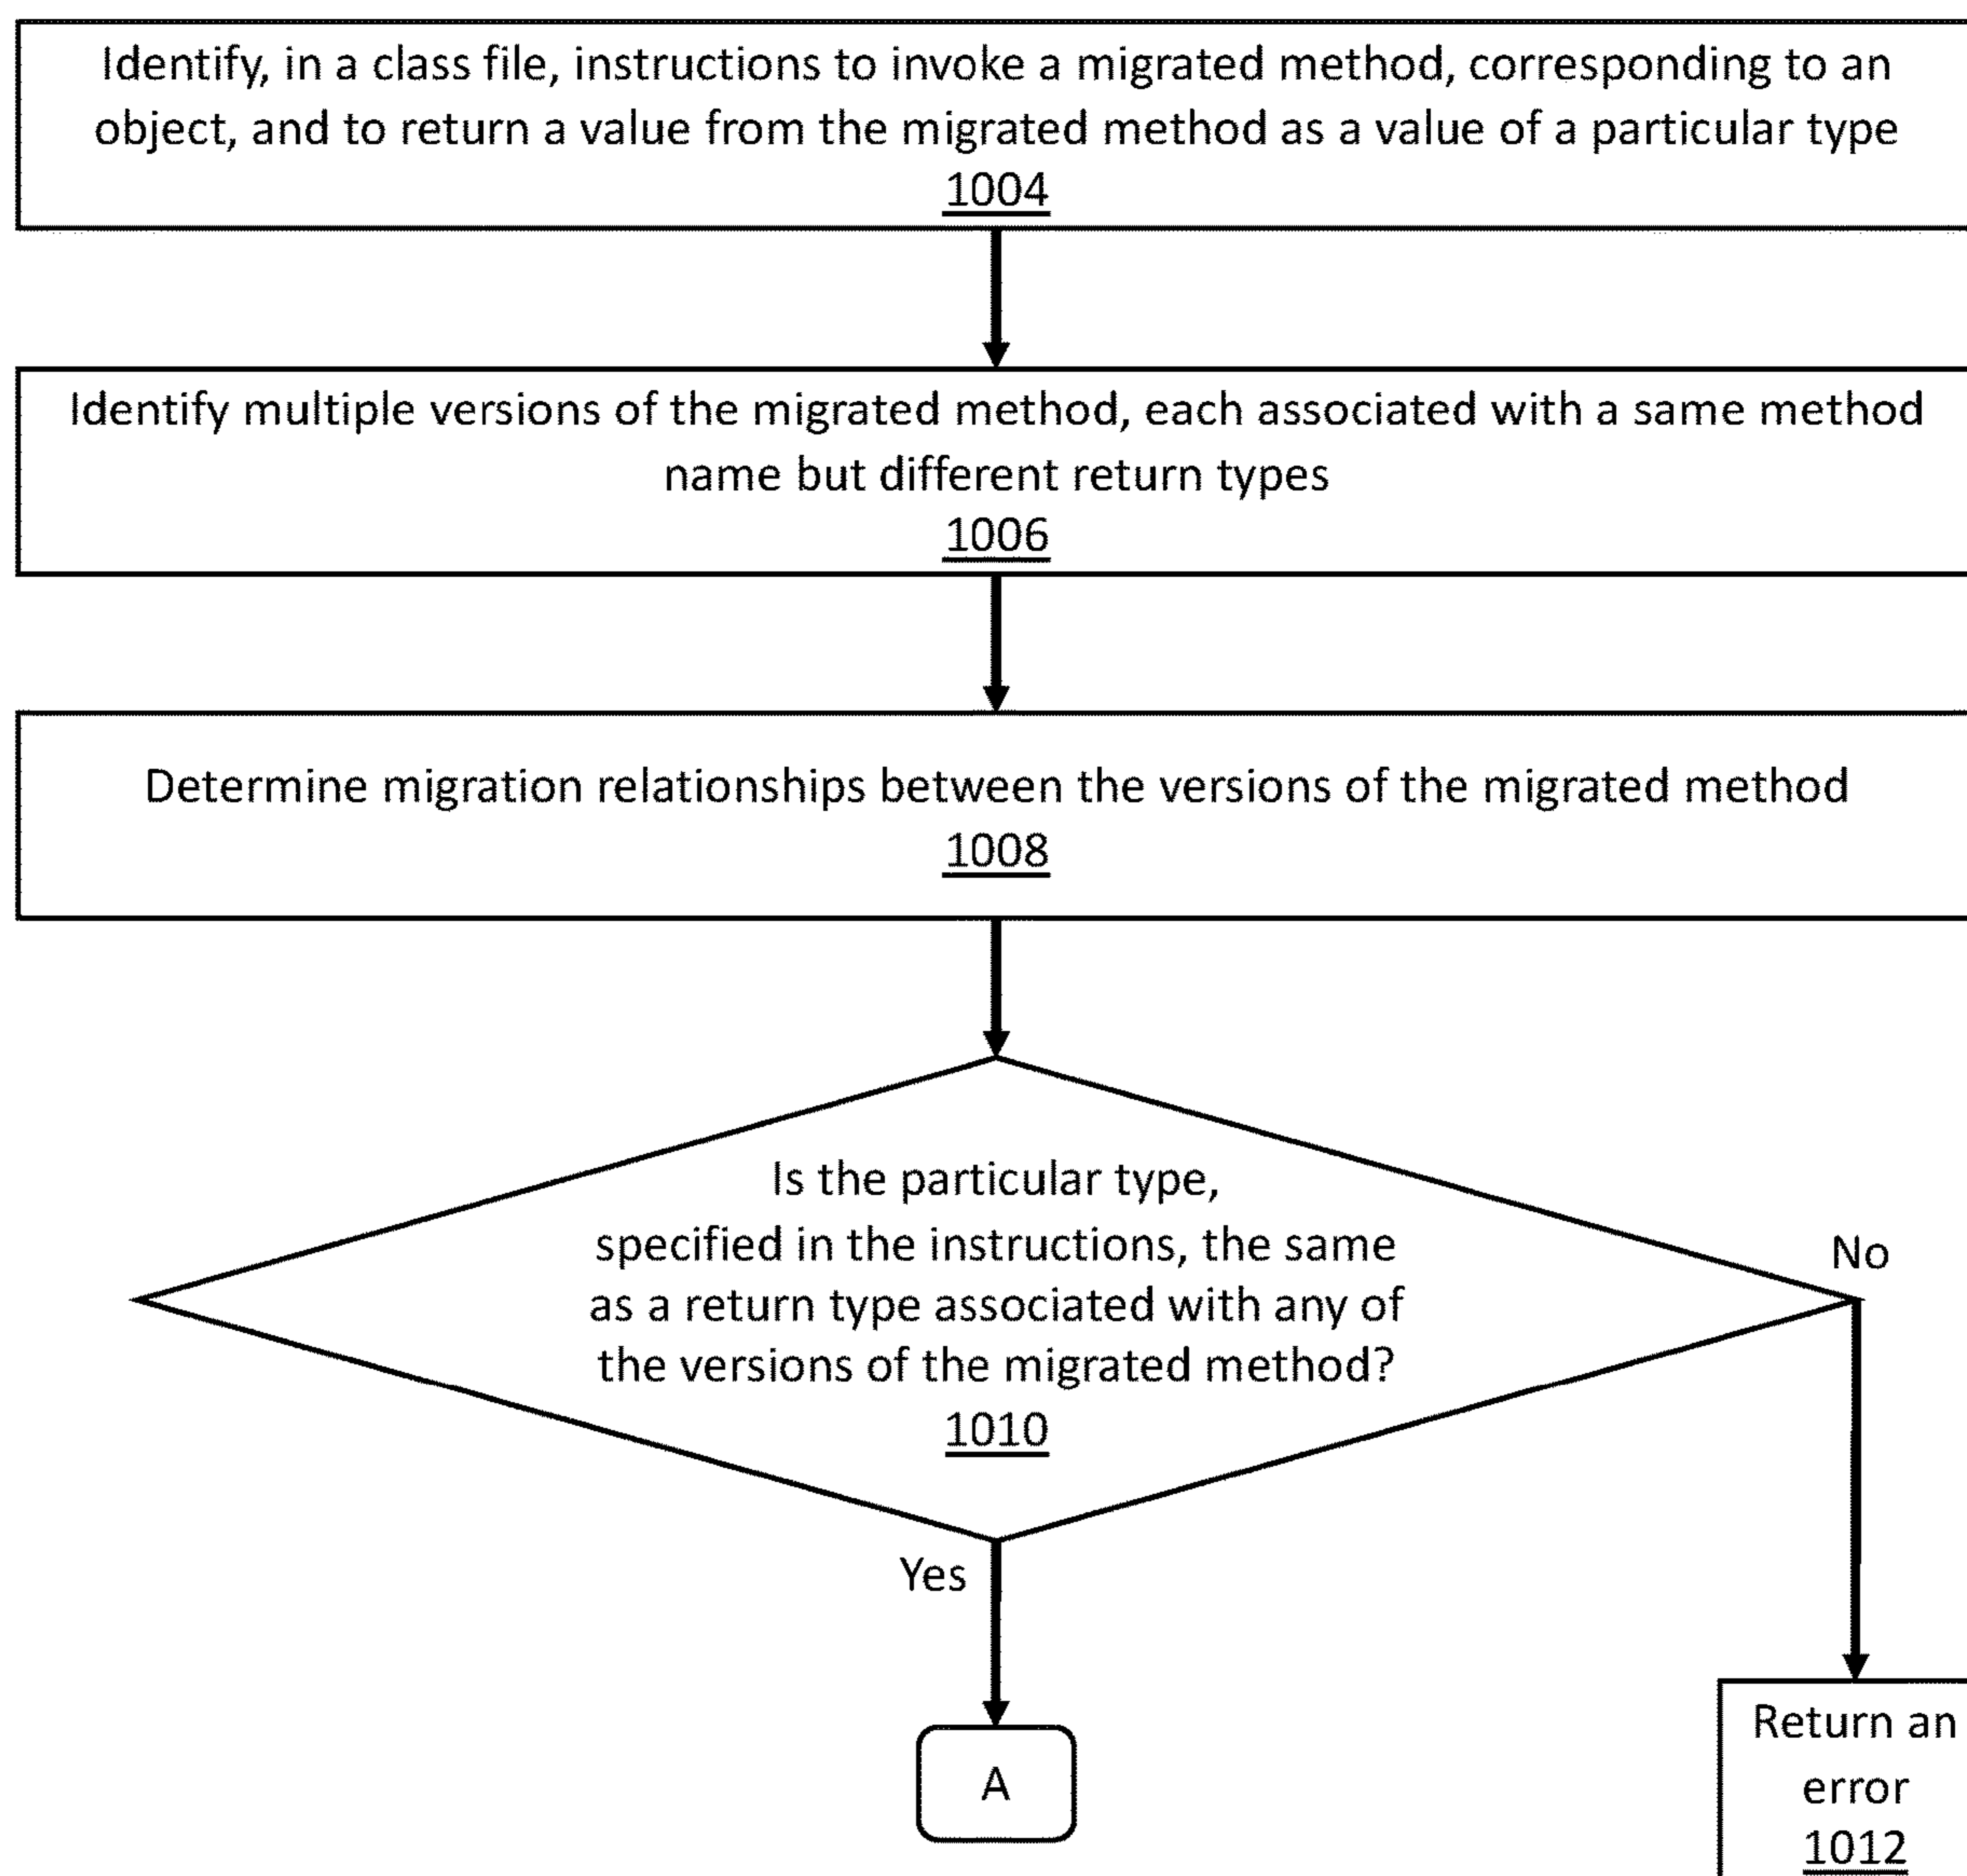 Identify, in a class file, instructions to invoke a migrated method, corresponding to an
object, and to return a value from the migrated method as a value of a particular type
1004
Identify multiple versions of the migrated method, each associated with a same method
name but different return types
1006
Determine migration relationships between the versions of the migrated method
1008
Is the particular type,
specified in the instructions, the same
as a return type associated with any of
the versions of the migrated method?
1010
No
Yes
A
Return an
error
1012